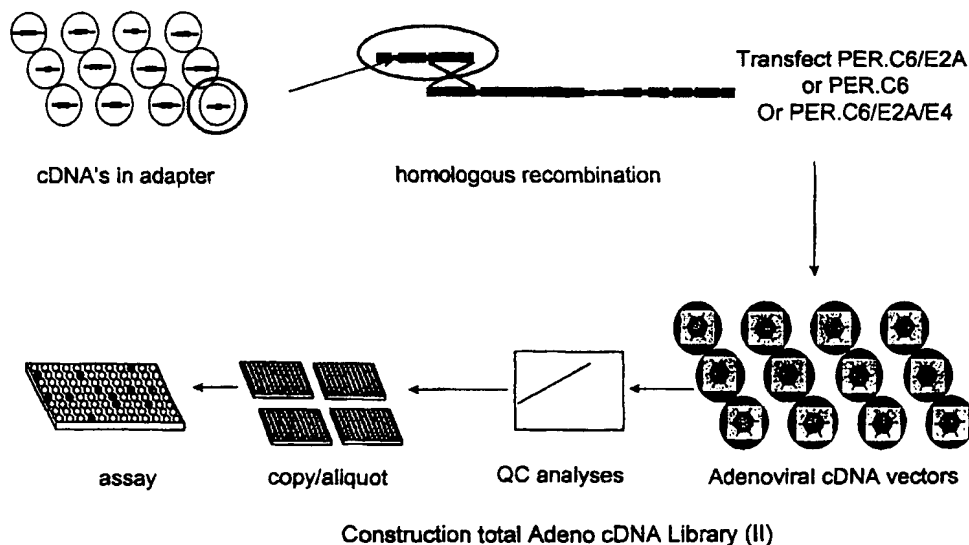 Transfect PER.C6/E2A
or PER.C6
Or PER.C6/E2A/E4
cDNA's in adapter
homologous recombination
assay
copy/aliquot
QC analyses
Adenoviral cDNA vectors
Construction total Adeno cDNA Library (II)